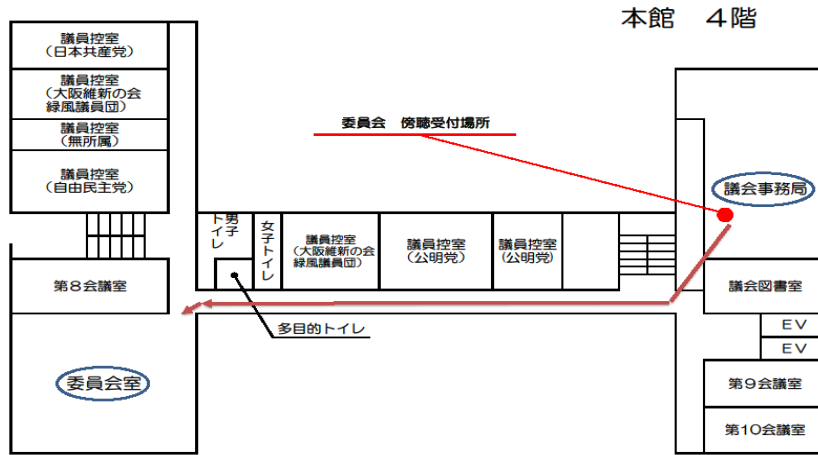 本館　４階
議員控室
（日本共産党）
議員控室
（大阪維新の会
緑風議員団）
議員控室
（無所属）
議員控室
（自由民主党）
委員会　傍聴受付場所
議会事務局
男子
トイレ
女子トイレ
議員控室
（大阪維新の会
緑風議員団）
議員控室
（公明党）
議員控室
（公明党）
第８会議室
議会図書室
多目的トイレ
ＥＶ
ＥＶ
委員会室
第９会議室
第10会議室